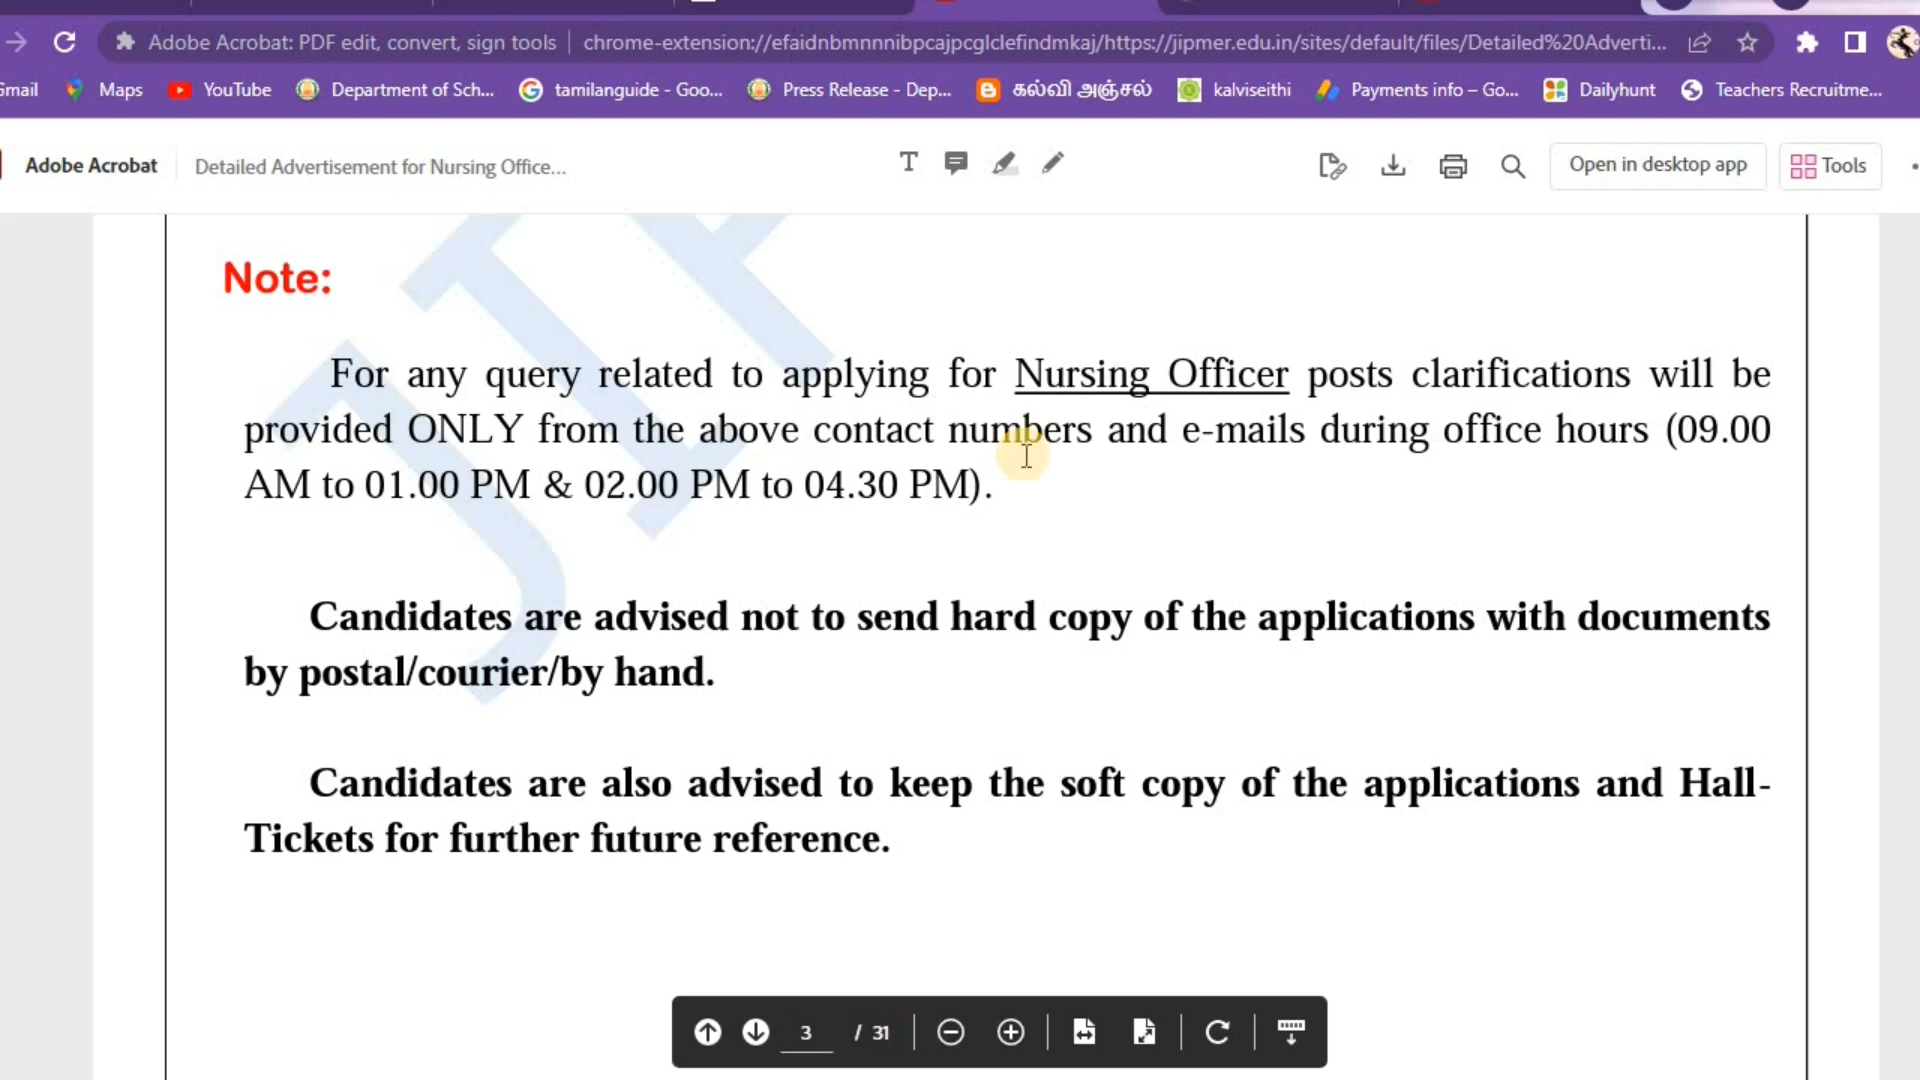 Adobe Acrobat: PDF edit, convert, sign tools chrome-extension://efaidnbmnnnibpcajpcglclefindmkaj/https://jipmer.edu.in/sites/default/files/Detailed%20Adverti...
Gmail Maps YouTube Department of Sch... tamilanguide - Goo... Press Release - Dep... கல்வி அஞ்சல் kalviseithi Payments info – Go... Dailyhunt Teachers Recruitme...
Adobe Acrobat Detailed Advertisement for Nursing Office... Open in desktop app Tools
Note:
For any query related to applying for Nursing Officer posts clarifications will be
provided ONLY from the above contact numbers and e-mails during office hours (09.00
AM to 01.00 PM & 02.00 PM to 04.30 PM).
Candidates are advised not to send hard copy of the applications with documents
by postal/courier/by hand.
Candidates are also advised to keep the soft copy of the applications and Hall-
Tickets for further future reference.
3 / 31